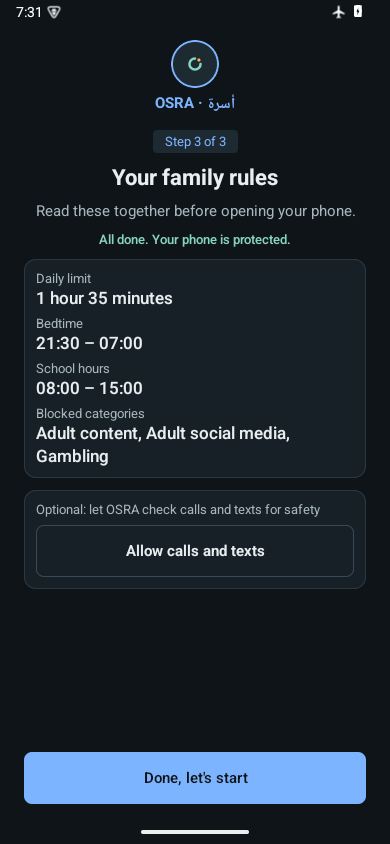 7:31
OSRA · أسرة
Step 3 of 3
Your family rules
Read these together before opening your phone.
All done. Your phone is protected.
Daily limit
1 hour 35 minutes
Bedtime
21:30 – 07:00
School hours
08:00 – 15:00
Blocked categories
Adult content, Adult social media,
Gambling
Optional: let OSRA check calls and texts for safety
Allow calls and texts
Done, let's start